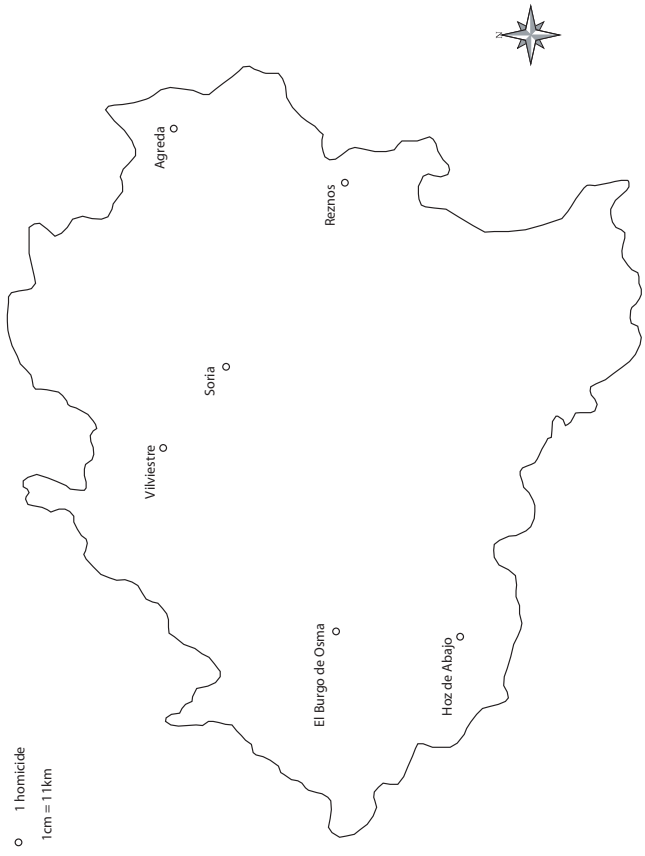 1 homicide
1cm = 11km
N
Agreda
Reznos
Soria
Vilviestre
El Burgo de Osma
Hoz de Abajo